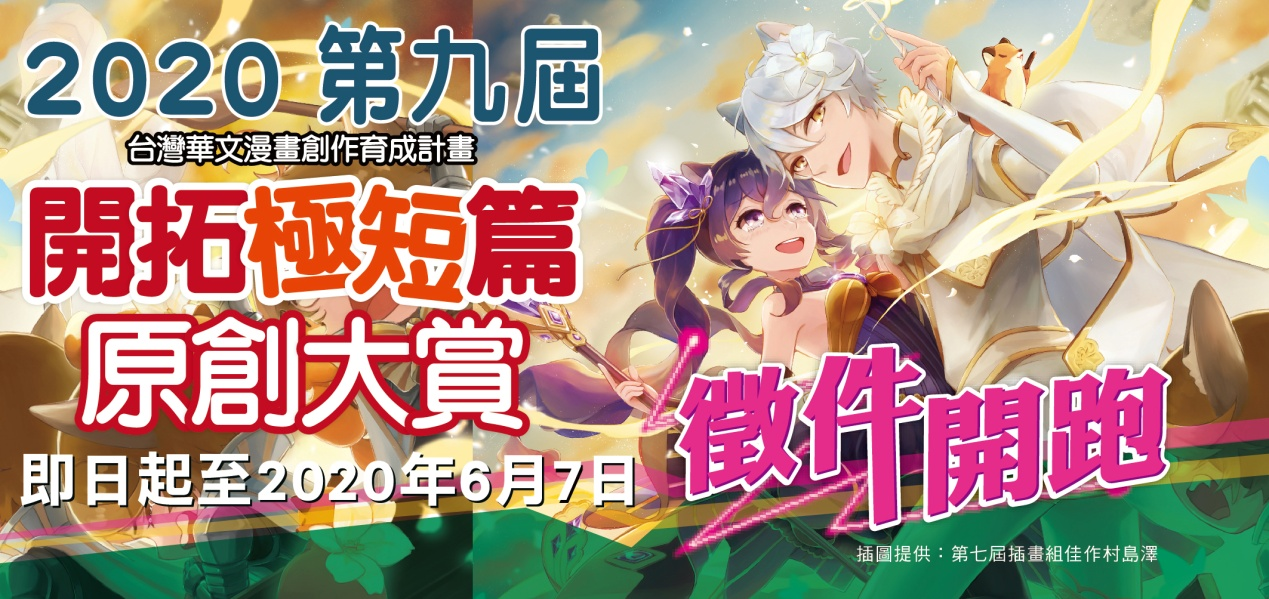 2020 第九屆
台灣華文漫畫創作育成計畫
開拓極短篇
原創大賞
即日起至2020年6月7日
徵件開跑
插圖提供：第七屆插畫組佳作村島澤